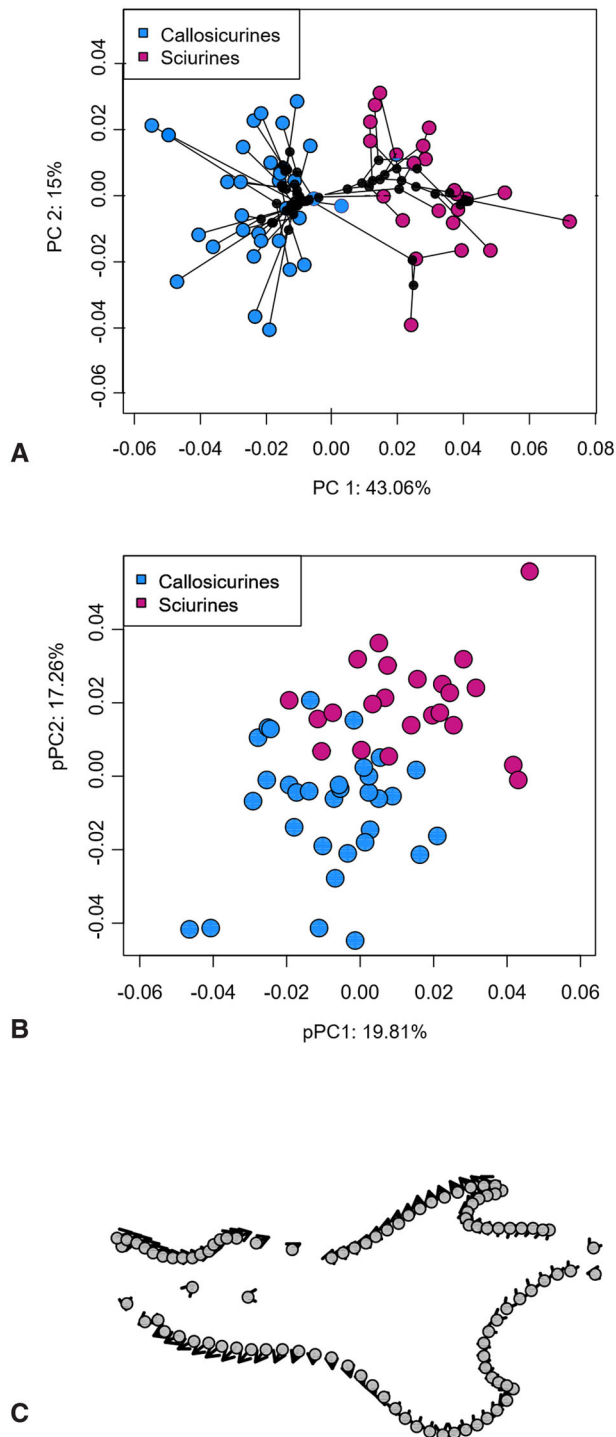 Callosicurines
Sciurines
0.04
0.02
0.00
-0.02
-0.04
-0.06
PC 2: 15%
-0.06 -0.04 -0.02 0.00 0.02 0.04 0.06 0.08
PC 1: 43.06%
A
Callosicurines
Sciurines
0.04
0.02
0.00
-0.02
-0.04
pPC2: 17.26%
-0.06 -0.04 -0.02 0.00 0.02 0.04 0.06
pPC1: 19.81%
B
C